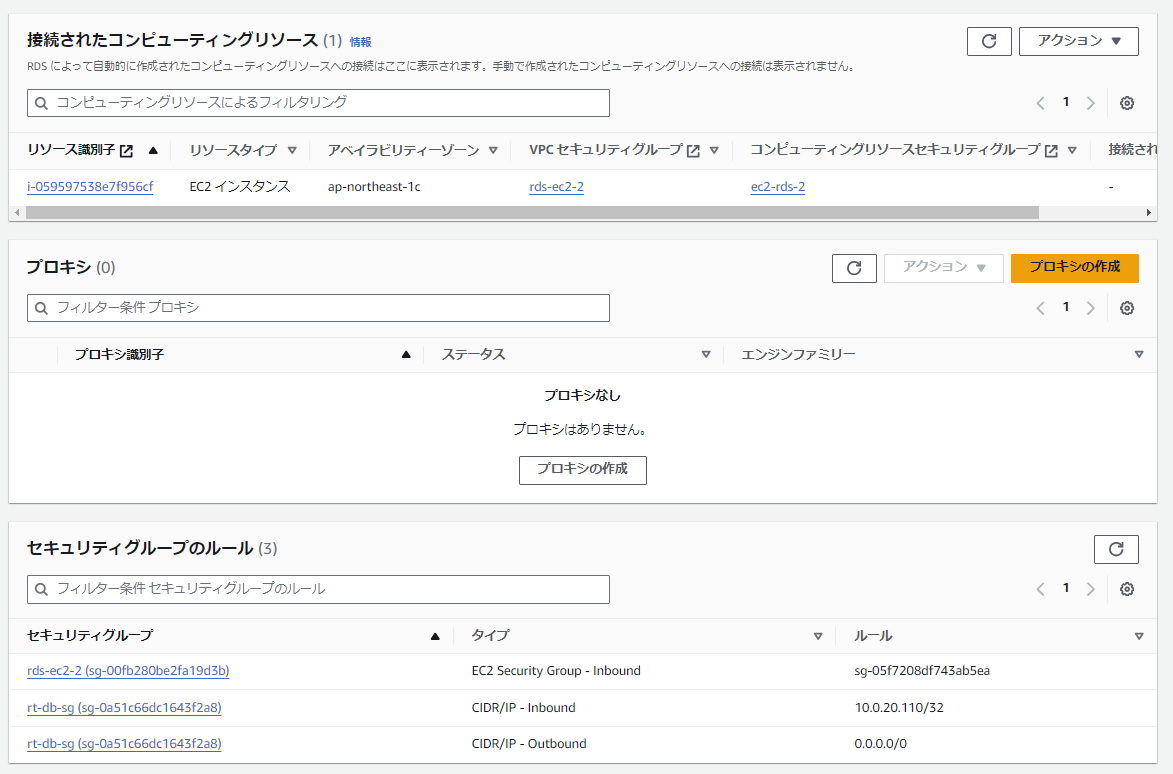 接続されたコンピューティングリソース (1) 情報
アクション
RDS によって自動的に作成されたコンピューティングリソースへの接続はここに表示されます。手動で作成されたコンピューティングリソースへの接続は表示されません。
コンピューティングリソースによるフィルタリング
1
リソース識別子 リソースタイプ アベイラビリティーゾーン VPC セキュリティグループ コンピューティングリソースセキュリティグループ 接続され
i-059597538e7f956cf EC2 インスタンス ap-northeast-1c rds-ec2-2 ec2-rds-2 -
プロキシ (0)
アクション プロキシの作成
フィルター条件 プロキシ
1
プロキシ識別子 ステータス エンジンファミリー
プロキシなし
プロキシはありません。
プロキシの作成
セキュリティグループのルール (3)
フィルター条件 セキュリティグループのルール
1
セキュリティグループ タイプ ルール
rds-ec2-2 (sg-00fb280be2fa19d3b) EC2 Security Group - Inbound sg-05f7208df743ab5ea
rt-db-sg (sg-0a51c66dc1643f2a8) CIDR/IP - Inbound 10.0.20.110/32
rt-db-sg (sg-0a51c66dc1643f2a8) CIDR/IP - Outbound 0.0.0.0/0